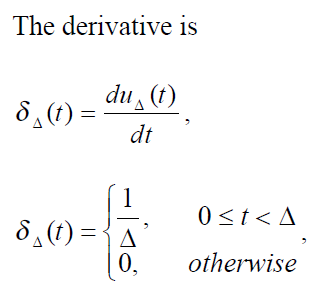 The derivative is
δ_Δ(t) = du_Δ(t)/dt ,
δ_Δ(t) = { 1/Δ, 0 ≤ t < Δ
0, otherwise ,